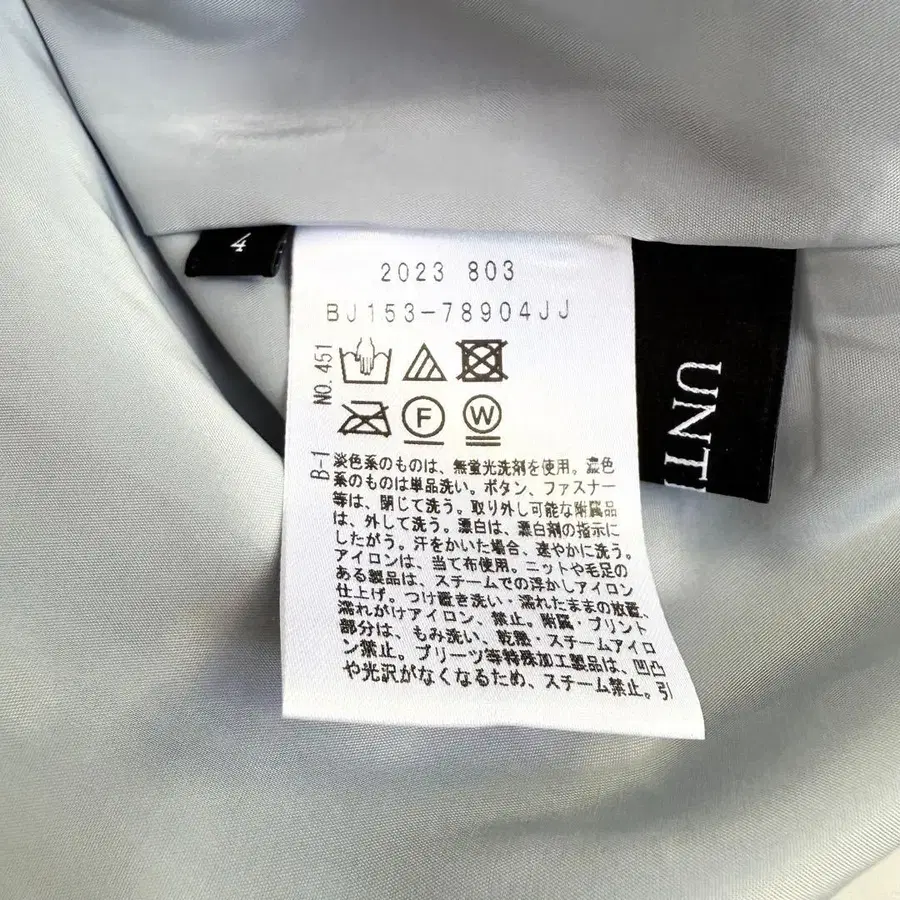 4
2023 803
BJ153-78904JJ
NO.451
F W
B-1
淡色系のものは、無蛍光洗剤を使用。濃色
系のものは単品洗い。ボタン、ファスナー
等は、閉じて洗う。取り外し可能な附属品
は、外して洗う。漂白は、漂白剤の指示に
したがう。汗をかいた場合、速やかに洗う。
アイロンは、当て布使用。ニットや毛足の
ある製品は、スチームでの浮かしアイロン
仕上げ。つけ置き洗い・濡れたままの放置、
濡れがけアイロン、禁止。附属・プリント
部分は、もみ洗い、乾熱・スチームアイロ
ン禁止。プリーツ等特殊加工製品は、凹凸
や光沢がなくなるため、スチーム禁止。引
UNTI